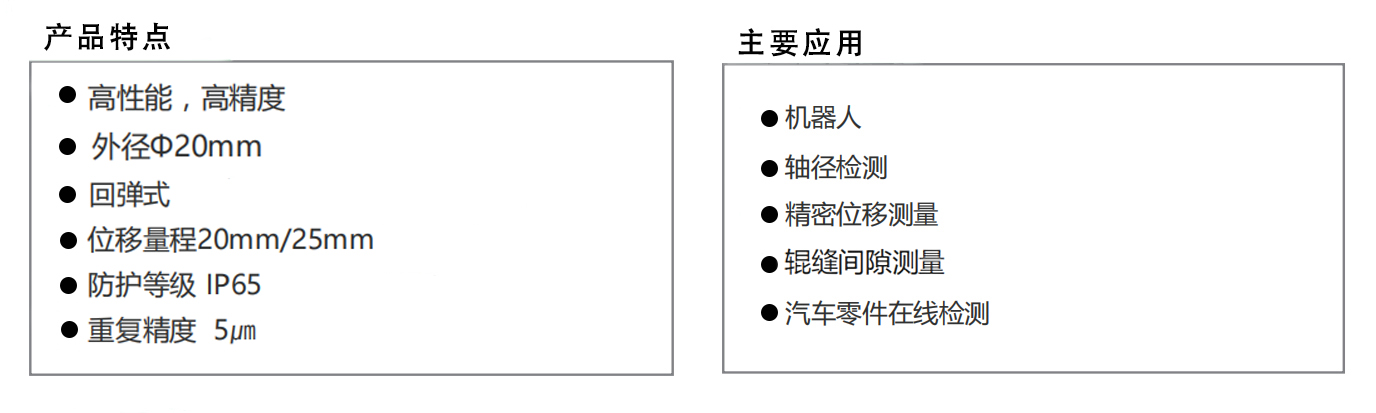 产品特点
● 高性能，高精度
● 外径Φ20mm
● 回弹式
● 位移量程20mm/25mm
● 防护等级 IP65
● 重复精度 5㎛
主要应用
● 机器人
● 轴径检测
● 精密位移测量
● 辊缝间隙测量
● 汽车零件在线检测